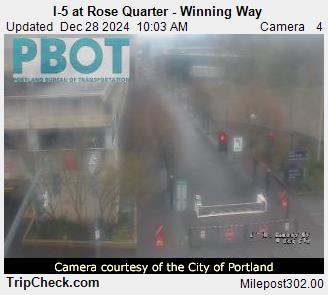 I-5 at Rose Quarter - Winning Way
Updated Dec 28 2024 10:03 AM Camera 4
PBOT
PORTLAND BUREAU OF TRANSPORTATION
Camera courtesy of the City of Portland
TripCheck.com Milepost302.00